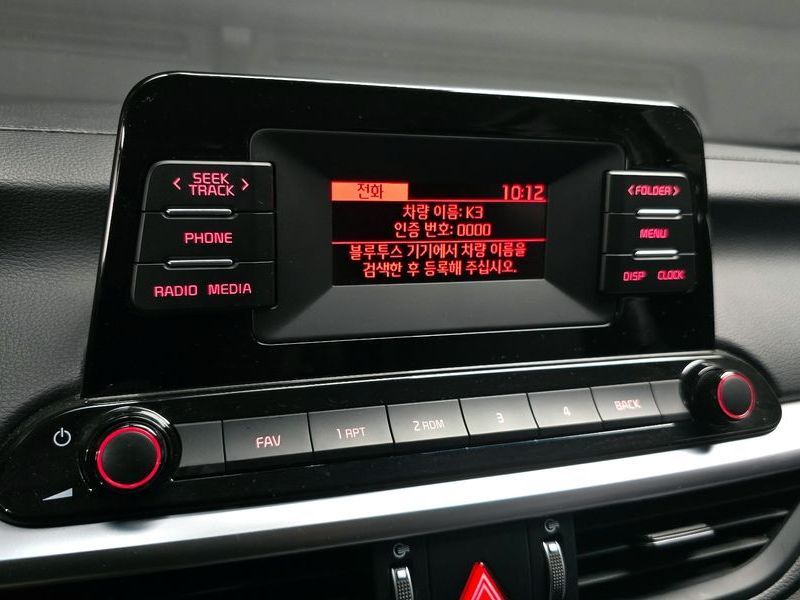 < SEEK >
TRACK
PHONE
RADIO MEDIA
전화 10:12
차량 이름: K3
인증 번호: 0000
블루투스 기기에서 차량 이름을
검색한 후 등록해 주십시오.
< FOLDER >
MENU
DISP CLOCK
FAV 1 RPT 2 RDM 3 4 BACK